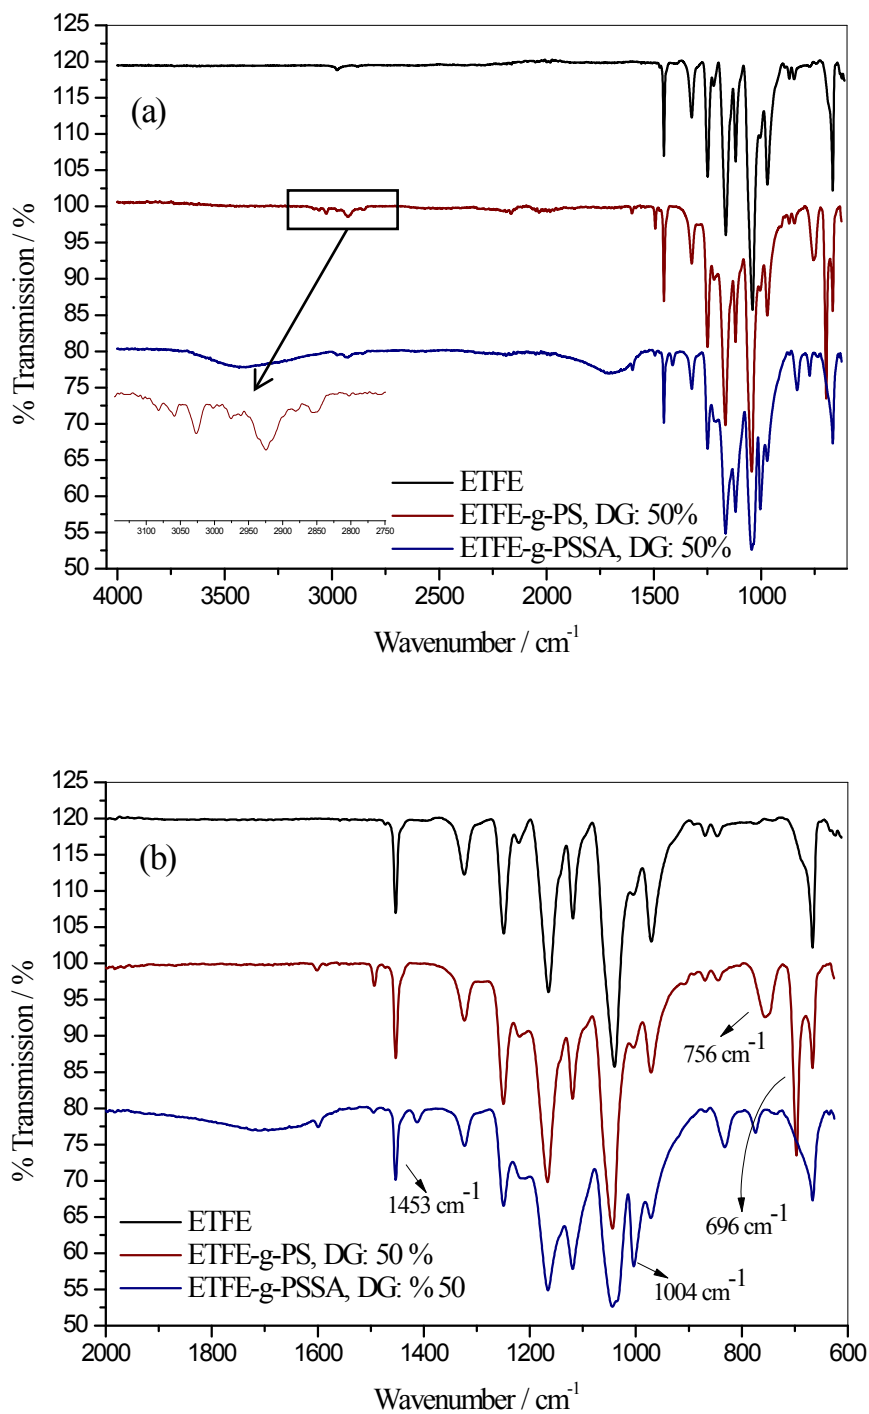 125
120
115
110
105
100
95
90
85
80
75
70
65
60
55
50
% Transmission / %
(a)
3100 3050 3000 2950 2900 2850 2800 2750
ETFE
ETFE-g-PS, DG: 50%
ETFE-g-PSSA, DG: 50%
4000 3500 3000 2500 2000 1500 1000
Wavenumber / cm-1
125
120
115
110
105
100
95
90
85
80
75
70
65
60
55
50
% Transmission / %
(b)
756 cm-1
1453 cm-1
696 cm-1
1004 cm-1
ETFE
ETFE-g-PS, DG: 50 %
ETFE-g-PSSA, DG: % 50
2000 1800 1600 1400 1200 1000 800 600
Wavenumber / cm-1